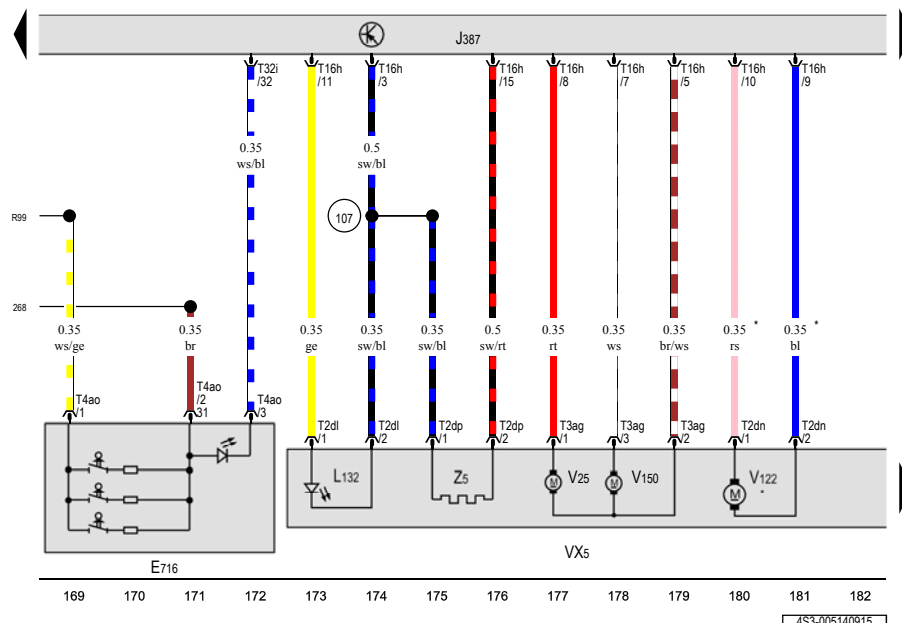 J387
T32i
/32
T16h
/11
T16h
/3
T16h
/15
T16h
/8
T16h
/7
T16h
/5
T16h
/10
T16h
/9
0.35
ws/bl
0.5
sw/bl
R99
107
268
0.35
ws/ge
0.35
br
0.35
ge
0.35
sw/bl
0.35
sw/bl
0.5
sw/rt
0.35
rt
0.35
ws
0.35
br/ws
0.35 *
rs
0.35 *
bl
T4ao
/1
T4ao
/2
31
T4ao
/3
T2dl
/1
T2dl
/2
T2dp
/1
T2dp
/2
T3ag
/1
T3ag
/3
T3ag
/2
T2dn
/1
T2dn
/2
L132
Z5
M
V25
M
V150
M
V122
*
E716
VX5
169 170 171 172 173 174 175 176 177 178 179 180 181 182
4S3-005140915